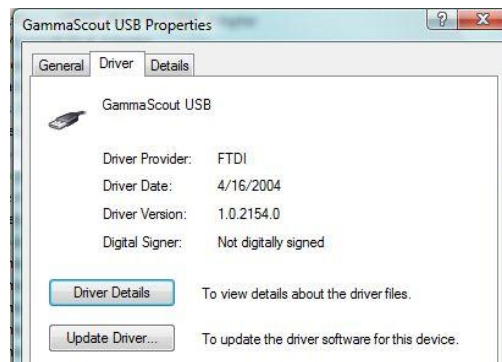 GammaScout USB Properties
General Driver Details
GammaScout USB
Driver Provider: FTDI
Driver Date: 4/16/2004
Driver Version: 1.0.2154.0
Digital Signer: Not digitally signed
Driver Details To view details about the driver files.
Update Driver... To update the driver software for this device.